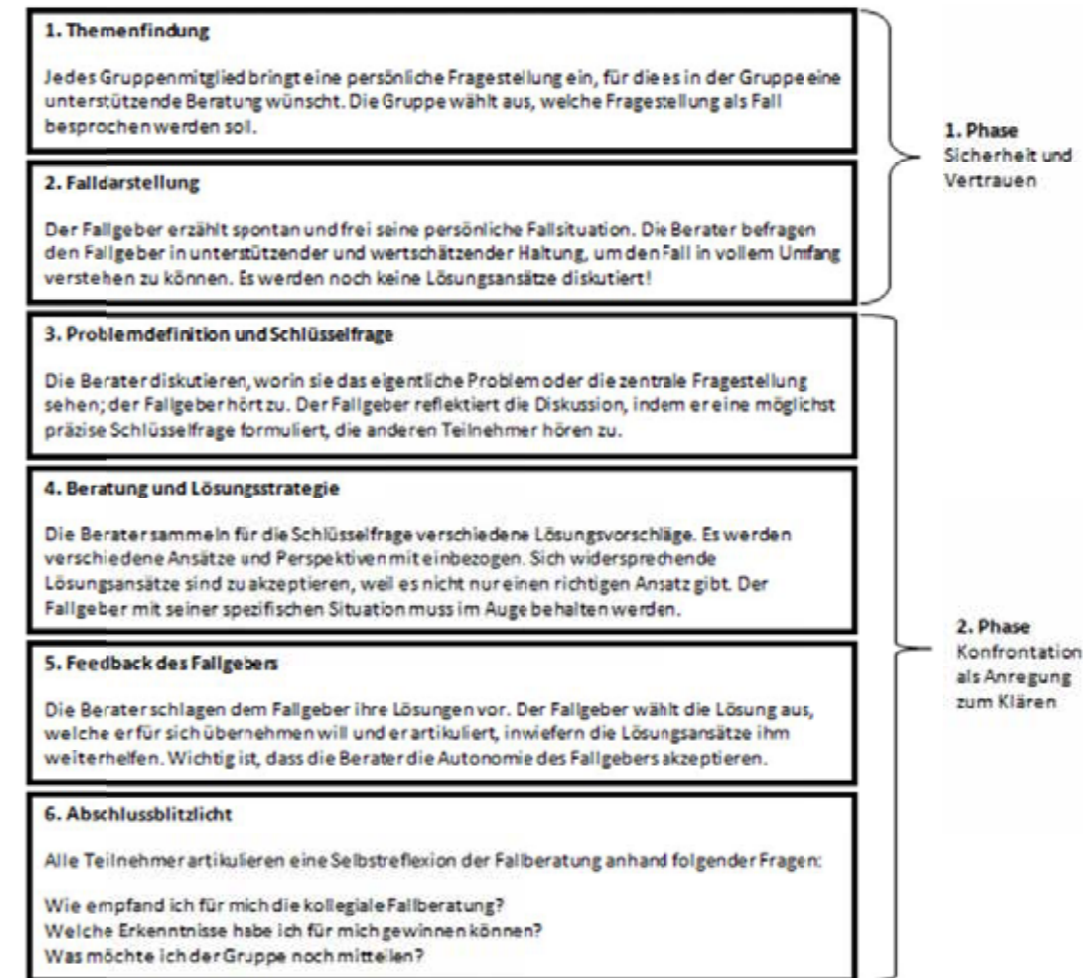 1. Themenfindung
Jedes Gruppenmitglied bringt eine persönliche Fragestellung ein, für die es in der Gruppe eine
unterstützende Beratung wünscht. Die Gruppe wählt aus, welche Fragestellung als Fall
besprochen werden sol.
1. Phase
Sicherheit und
Vertrauen
2. Falldarstellung
Der Fallgeber erzählt spontan und frei seine persönliche Fallsituation. Die Berater befragen
den Fallgeber in unterstützender und wertschätzender Haltung, um den Fall in vollem Umfang
verstehen zu können. Es werden noch keine Lösungsansätze diskutiert!
3. Problemdefinition und Schlüsselfrage
Die Berater diskutieren, worin sie das eigentliche Problem oder die zentrale Fragestellung
sehen; der Fallgeber hört zu. Der Fallgeber reflektiert die Diskussion, indem er eine möglichst
präzise Schlüsselfrage formuliert, die anderen Teilnehmer hören zu.
4. Beratung und Lösungsstrategie
Die Berater sammeln für die Schlüsselfrage verschiedene Lösungsvorschläge. Es werden
verschiedene Ansätze und Perspektiven mit einbezogen. Sich widersprechende
Lösungsansätze sind zu akzeptieren, weil es nicht nur einen richtigen Ansatz gibt. Der
Fallgeber mit seiner spezifischen Situation muss im Auge behalten werden.
2. Phase
Konfrontation
als Anregung
zum Klären
5. Feedback des Fallgebers
Die Berater schlagen dem Fallgeber ihre Lösungen vor. Der Fallgeber wählt die Lösung aus,
welche er für sich übernehmen will und er artikuliert, inwiefern die Lösungsansätze ihm
weiterhelfen. Wichtig ist, dass die Berater die Autonomie des Fallgebers akzeptieren.
6. Abschlussblitzlicht
Alle Teilnehmer artikulieren eine Selbstreflexion der Fallberatung anhand folgender Fragen:
Wie empfand ich für mich die kollegiale Fallberatung?
Welche Erkenntnisse habe ich für mich gewinnen können?
Was möchte ich der Gruppe noch mitteilen?